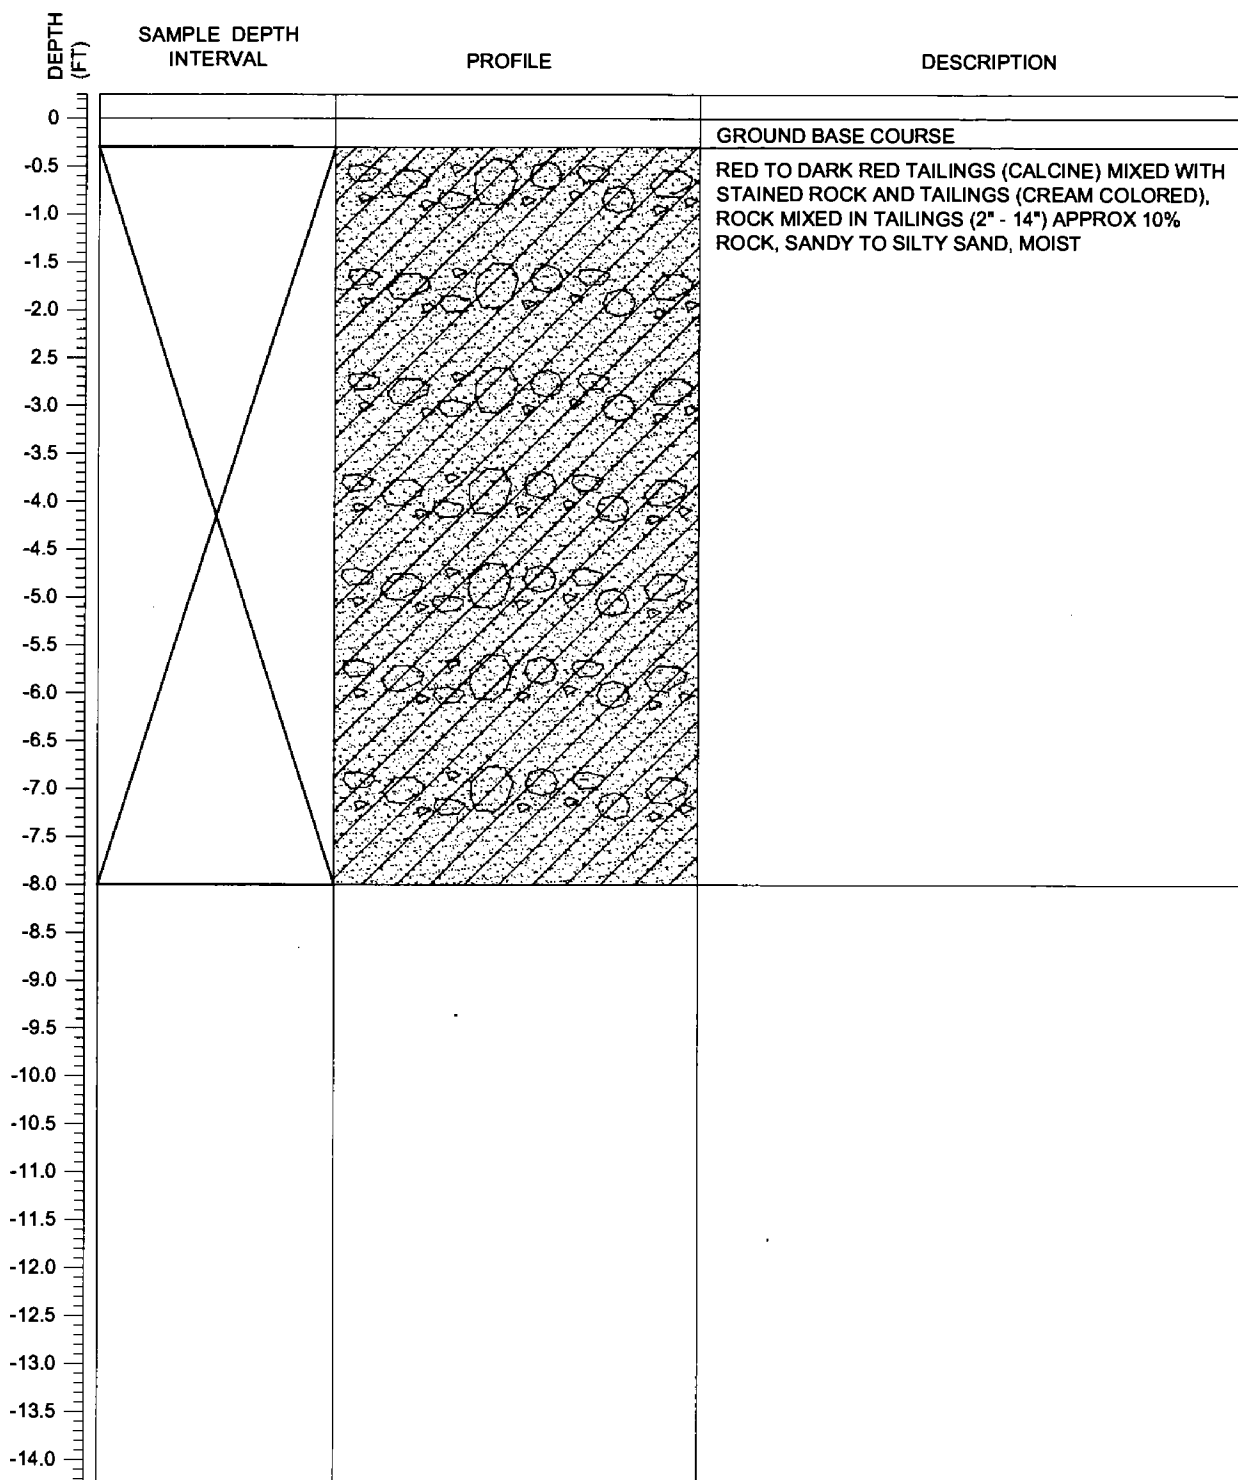 DEPTH
(FT)
SAMPLE DEPTH
INTERVAL
PROFILE
DESCRIPTION
0
GROUND BASE COURSE
-0.5
RED TO DARK RED TAILINGS (CALCINE) MIXED WITH
STAINED ROCK AND TAILINGS (CREAM COLORED),
ROCK MIXED IN TAILINGS (2" - 14") APPROX 10%
ROCK, SANDY TO SILTY SAND, MOIST
-1.0
-1.5
-2.0
2.5
-3.0
-3.5
-4.0
-4.5
-5.0
-5.5
-6.0
-6.5
-7.0
-7.5
-8.0
-8.5
-9.0
-9.5
-10.0
-10.5
-11.0
-11.5
-12.0
-12.5
-13.0
-13.5
-14.0